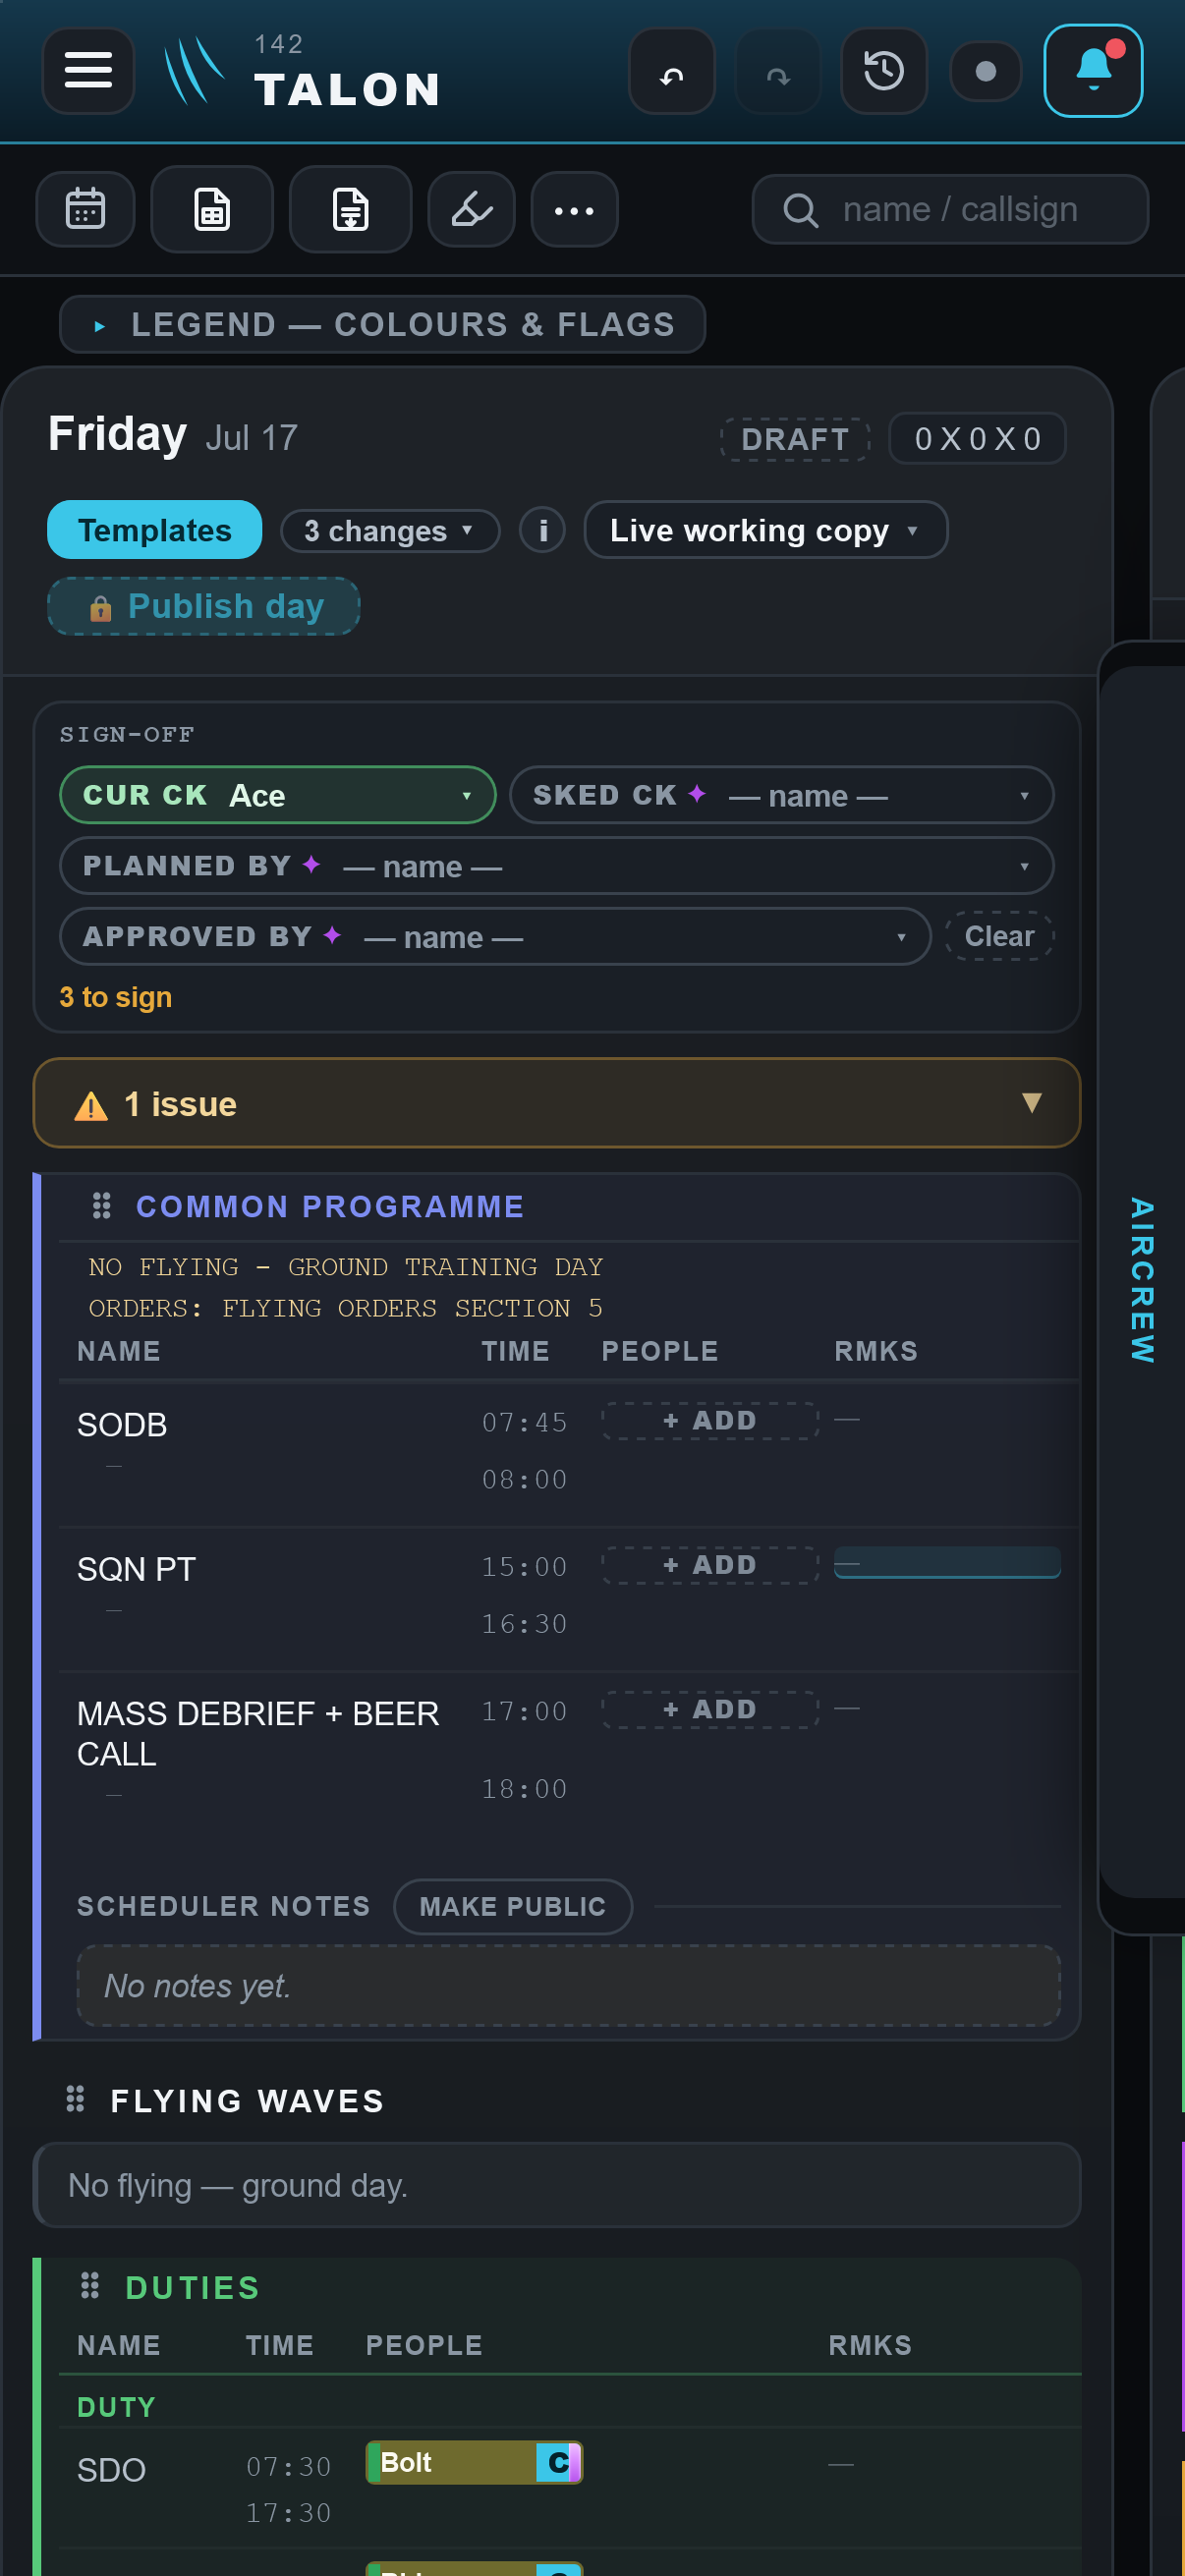 142
TALON
name / callsign
LEGEND — COLOURS & FLAGS
Friday Jul 17 DRAFT 0 X 0 X 0
Templates 3 changes i Live working copy
Publish day
SIGN-OFF
CUR CK Ace SKED CK — name —
PLANNED BY — name —
APPROVED BY — name — Clear
3 to sign
1 issue
AIRCREW
COMMON PROGRAMME
NO FLYING - GROUND TRAINING DAY
ORDERS: FLYING ORDERS SECTION 5
NAME TIME PEOPLE RMKS
SODB 07:45 + ADD —
— 08:00
SQN PT 15:00 + ADD —
— 16:30
MASS DEBRIEF + BEER 17:00 + ADD —
CALL
— 18:00
SCHEDULER NOTES MAKE PUBLIC
No notes yet.
FLYING WAVES
No flying — ground day.
DUTIES
NAME TIME PEOPLE RMKS
DUTY
SDO 07:30 Bolt C —
17:30